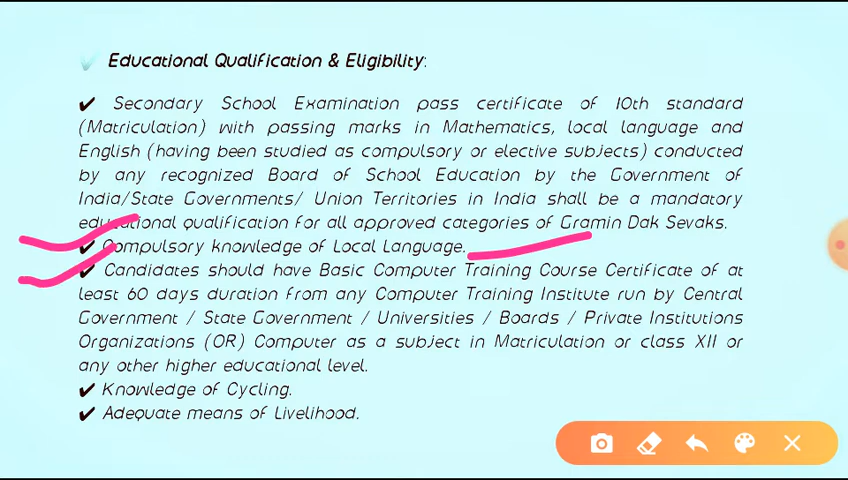 Educational Qualification & Eligibility:
✔ Secondary School Examination pass certificate of 10th standard
(Matriculation) with passing marks in Mathematics, local language and
English (having been studied as compulsory or elective subjects) conducted
by any recognized Board of School Education by the Government of
India/State Governments/ Union Territories in India shall be a mandatory
educational qualification for all approved categories of Gramin Dak Sevaks.
✔ Compulsory knowledge of Local Language.
✔ Candidates should have Basic Computer Training Course Certificate of at
least 60 days duration from any Computer Training Institute run by Central
Government / State Government / Universities / Boards / Private Institutions
Organizations (OR) Computer as a subject in Matriculation or class XII or
any other higher educational level.
✔ Knowledge of Cycling.
✔ Adequate means of Livelihood.